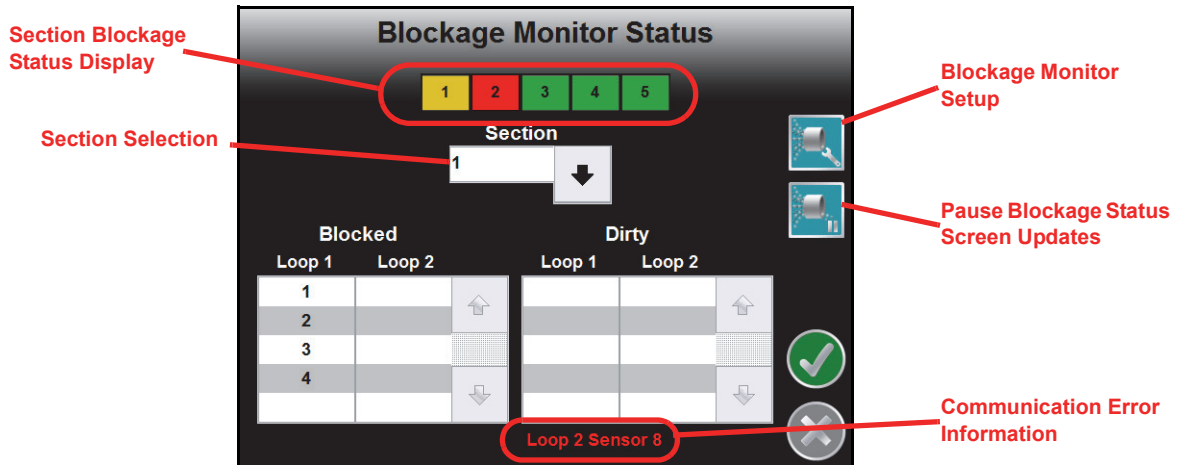 Blockage Monitor Status
Section Blockage
Status Display
1 2 3 4 5
Blockage Monitor
Setup
Section Selection
Section
1
Pause Blockage Status
Screen Updates
Blocked
Dirty
Loop 1 Loop 2
Loop 1 Loop 2
1
2
3
4
Loop 2 Sensor 8
Communication Error
Information